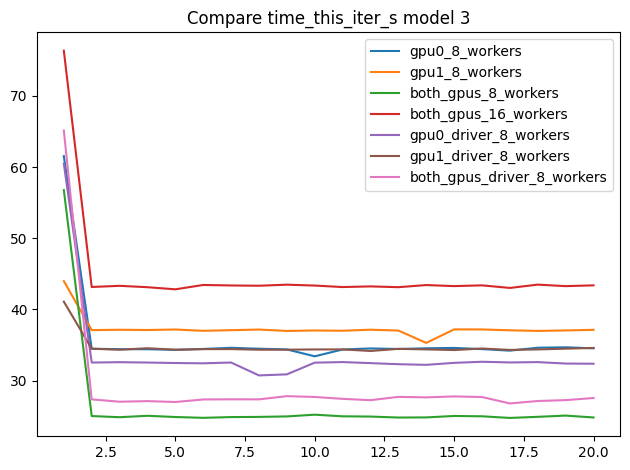 Compare time_this_iter_s model 3
gpu0_8_workers
gpu1_8_workers
both_gpus_8_workers
both_gpus_16_workers
gpu0_driver_8_workers
gpu1_driver_8_workers
both_gpus_driver_8_workers
70
60
50
40
30
2.5 5.0 7.5 10.0 12.5 15.0 17.5 20.0